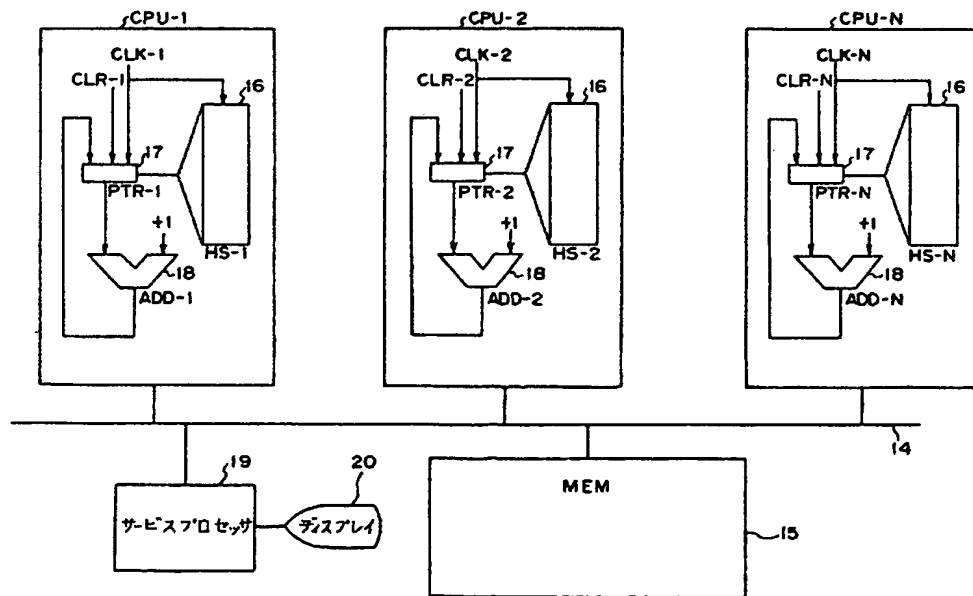 CPU-1
CLK-1
CLR-1
16
17
PTR-1
+1
HS-1
18
ADD-1
CPU-2
CLK-2
CLR-2
16
17
PTR-2
+1
HS-2
18
ADD-2
CPU-N
CLK-N
CLR-N
16
17
PTR-N
+1
HS-N
18
ADD-N
14
19
サービスプロセッサ
20
ディスプレイ
MEM
15